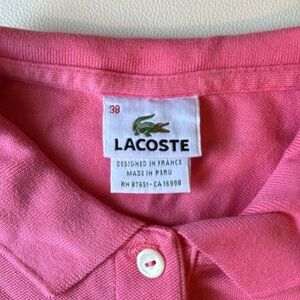 38
LACOSTE
DESIGNED IN FRANCE
MADE IN PERU
RN 87651-CA 15998